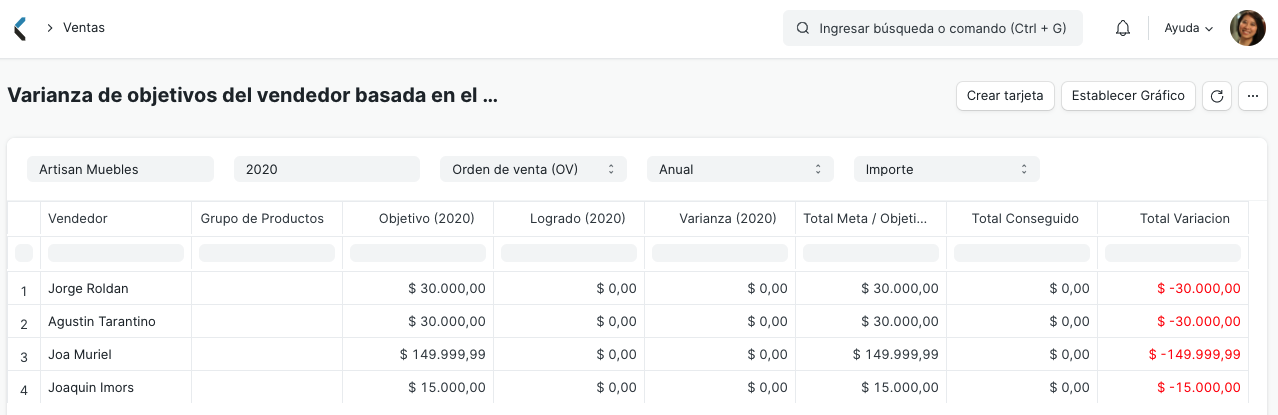 Ventas
Ingresar búsqueda o comando (Ctrl + G)
Ayuda
Varianza de objetivos del vendedor basada en el ...
Crear tarjeta
Establecer Gráfico
Artisan Muebles 2020 Orden de venta (OV) Anual Importe
Vendedor Grupo de Productos Objetivo (2020) Logrado (2020) Varianza (2020) Total Meta / Objeti... Total Conseguido Total Variacion
1 Jorge Roldan $ 30.000,00 $ 0,00 $ 0,00 $ 30.000,00 $ 0,00 $ -30.000,00
2 Agustin Tarantino $ 30.000,00 $ 0,00 $ 0,00 $ 30.000,00 $ 0,00 $ -30.000,00
3 Joa Muriel $ 149.999,99 $ 0,00 $ 0,00 $ 149.999,99 $ 0,00 $ -149.999,99
4 Joaquin Imors $ 15.000,00 $ 0,00 $ 0,00 $ 15.000,00 $ 0,00 $ -15.000,00